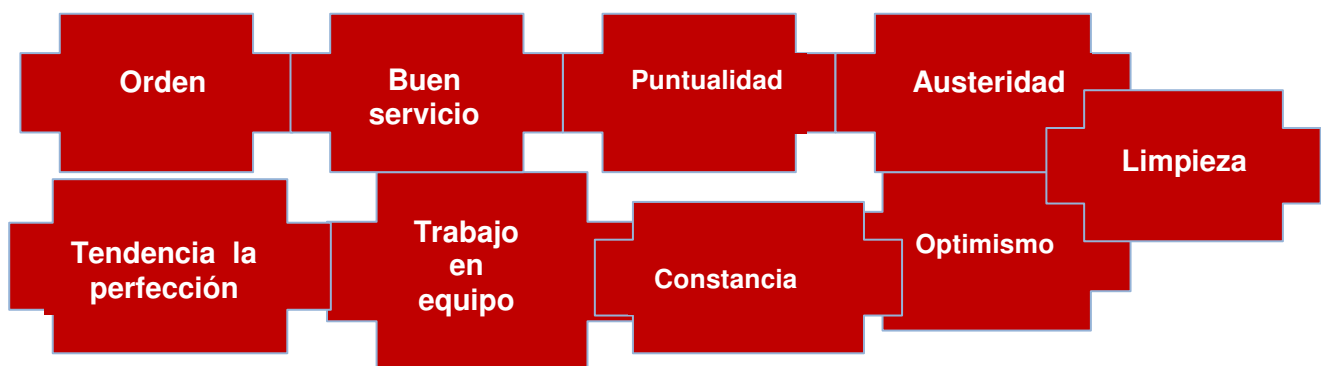 Orden
Buen
servicio
Puntualidad
Austeridad
Limpieza
Tendencia la
perfección
Trabajo
en
equipo
Constancia
Optimismo